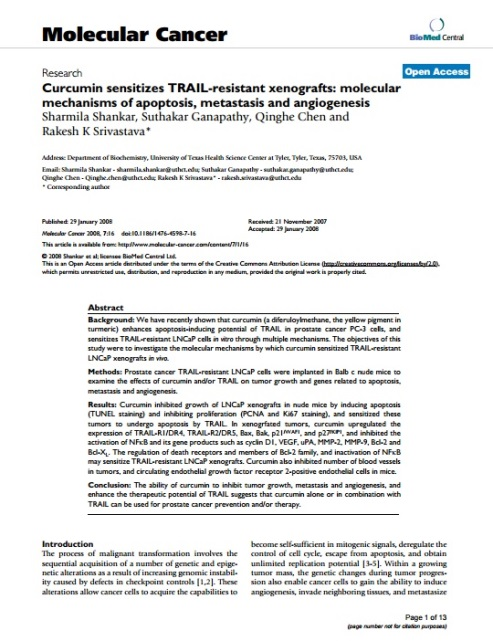 Molecular Cancer
BioMed Central
Research
Open Access
Curcumin sensitizes TRAIL-resistant xenografts: molecular
mechanisms of apoptosis, metastasis and angiogenesis
Sharmila Shankar, Suthakar Ganapathy, Qinghe Chen and
Rakesh K Srivastava*
Address: Department of Biochemistry, University of Texas Health Science Center at Tyler, Tyler, Texas, 75703, USA
Email: Sharmila Shankar - sharmila.shankar@uthct.edu; Suthakar Ganapathy - suthakar.ganapathy@uthct.edu;
Qinghe Chen - Qinghe.chen@uthct.edu; Rakesh K Srivastava* - rakesh.srivastava@uthct.edu
* Corresponding author
Published: 29 January 2008
Received: 21 November 2007
Accepted: 29 January 2008
Molecular Cancer 2008, 7:16 doi:10.1186/1476-4598-7-16
This article is available from: http://www.molecular-cancer.com/content/7/1/16
© 2008 Shankar et al; licensee BioMed Central Ltd.
This is an Open Access article distributed under the terms of the Creative Commons Attribution License (http://creativecommons.org/licenses/by/2.0),
which permits unrestricted use, distribution, and reproduction in any medium, provided the original work is properly cited.
Abstract
Background: We have recently shown that curcumin (a diferuloylmethane, the yellow pigment in
turmeric) enhances apoptosis-inducing potential of TRAIL in prostate cancer PC-3 cells, and
sensitizes TRAIL-resistant LNCaP cells in vitro through multiple mechanisms. The objectives of
this study were to investigate the molecular mechanisms by which curcumin sensitized TRAIL-resistant
LNCaP xenografts in vivo.
Methods: Prostate cancer TRAIL-resistant LNCaP cells were implanted in Balb c nude mice to
examine the effects of curcumin and/or TRAIL on tumor growth and genes related to apoptosis,
metastasis and angiogenesis.
Results: Curcumin inhibited growth of LNCaP xenografts in nude mice by inducing apoptosis
(TUNEL staining) and inhibiting proliferation (PCNA and Ki67 staining), and sensitized these
tumors to undergo apoptosis by TRAIL. In xenogrfated tumors, curcumin upregulated the
expression of TRAIL-R1/DR4, TRAIL-R2/DR5, Bax, Bak, p21/WAF1, and p27/KIP1, and inhibited the
activation of NFκB and its gene products such as cyclin D1, VEGF, uPA, MMP-2, MMP-9, Bcl-2 and
Bcl-XL. The regulation of death receptors and members of Bcl-2 family, and inactivation of NFκB
may sensitize TRAIL-resistant LNCaP xenografts. Curcumin also inhibited number of blood vessels
in tumors, and circulating endothelial growth factor receptor 2-positive endothelial cells in mice.
Conclusion: The ability of curcumin to inhibit tumor growth, metastasis and angiogenesis, and
enhance the therapeutic potential of TRAIL suggests that curcumin alone or in combination with
TRAIL can be used for prostate cancer prevention and/or therapy.
Introduction
The process of malignant transformation involves the
sequential acquisition of a number of genetic and epige-
netic alterations as a result of increasing genomic instabil-
ity caused by defects in checkpoint controls [1,2]. These
alterations allow cancer cells to acquire the capabilities to
become self-sufficient in mitogenic signals, deregulate the
control of cell cycle, escape from apoptosis, and obtain
unlimited replication potential [3-5]. Within a growing
tumor mass, the genetic changes during tumor progres-
sion also enable cancer cells to gain the ability to induce
angiogenesis, invade neighboring tissues, and metastasize
Page 1 of 13
(page number not for citation purposes)